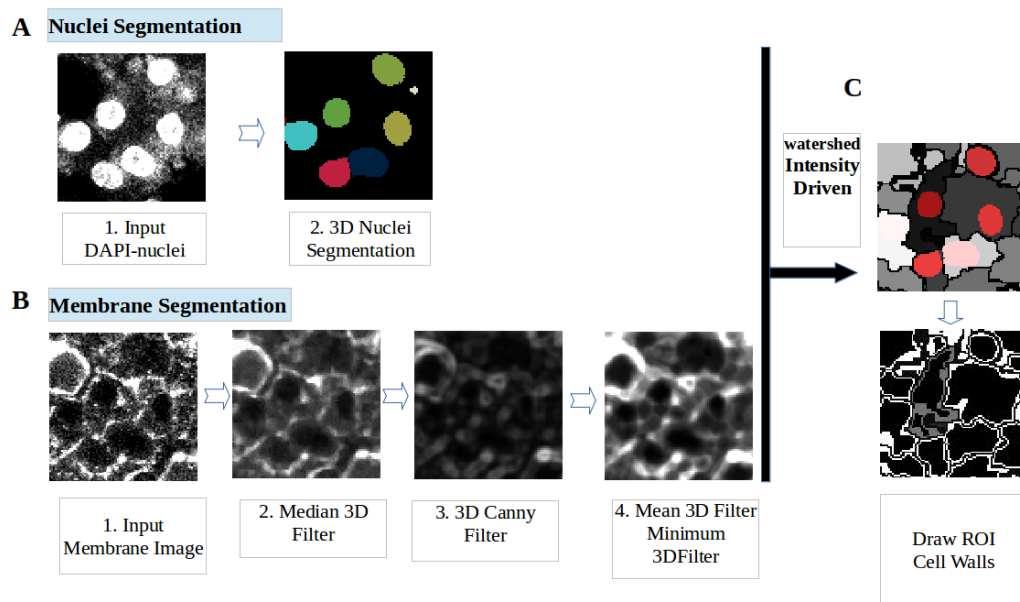 A
Nuclei Segmentation
1. Input
DAPI-nuclei
2. 3D Nuclei
Segmentation
B
Membrane Segmentation
1. Input
Membrane Image
2. Median 3D
Filter
3. 3D Canny
Filter
4. Mean 3D Filter
Minimum
3DFilter
C
watershed
Intensity
Driven
Draw ROI
Cell Walls